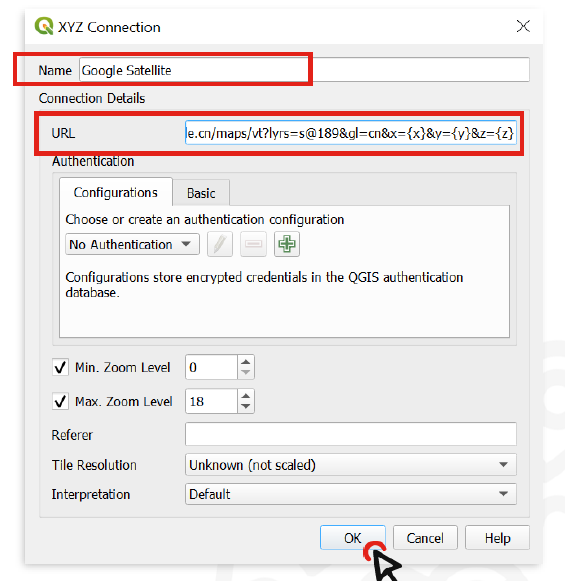 XYZ Connection
Name Google Satellite
Connection Details
URL le.cn/maps/vt?lyrs=s@189&gl=cn&x={x}&y={y}&z={z}
Authentication
Configurations Basic
Choose or create an authentication configuration
No Authentication
Configurations store encrypted credentials in the QGIS authentication
database.
Min. Zoom Level 0
Max. Zoom Level 18
Referer
Tile Resolution Unknown (not scaled)
Interpretation Default
OK Cancel Help